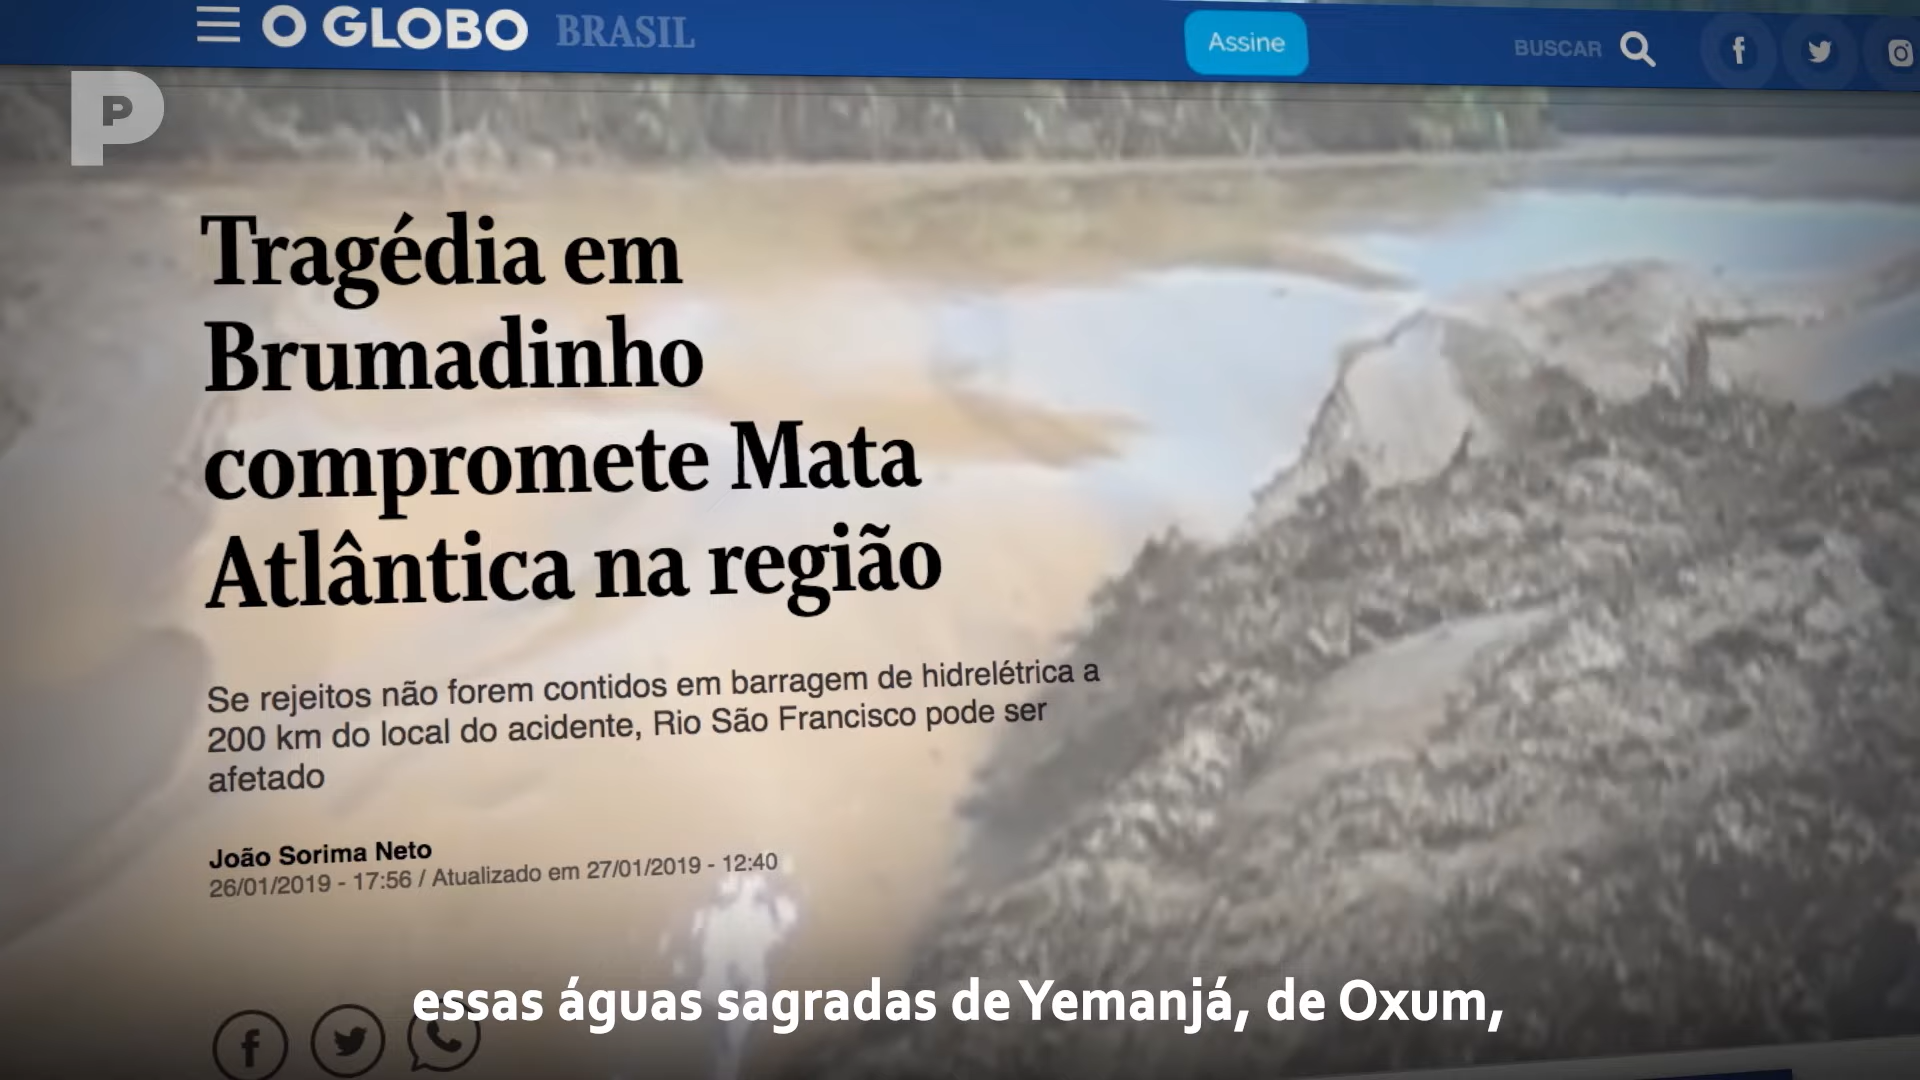 O GLOBO BRASIL
Assine
BUSCAR
P
Tragédia em
Brumadinho
compromete Mata
Atlântica na região
Se rejeitos não forem contidos em barragem de hidrelétrica a
200 km do local do acidente, Rio São Francisco pode ser
afetado
João Sorima Neto
26/01/2019 - 17:56 / Atualizado em 27/01/2019 - 12:40
essas águas sagradas de Yemanjá, de Oxum,